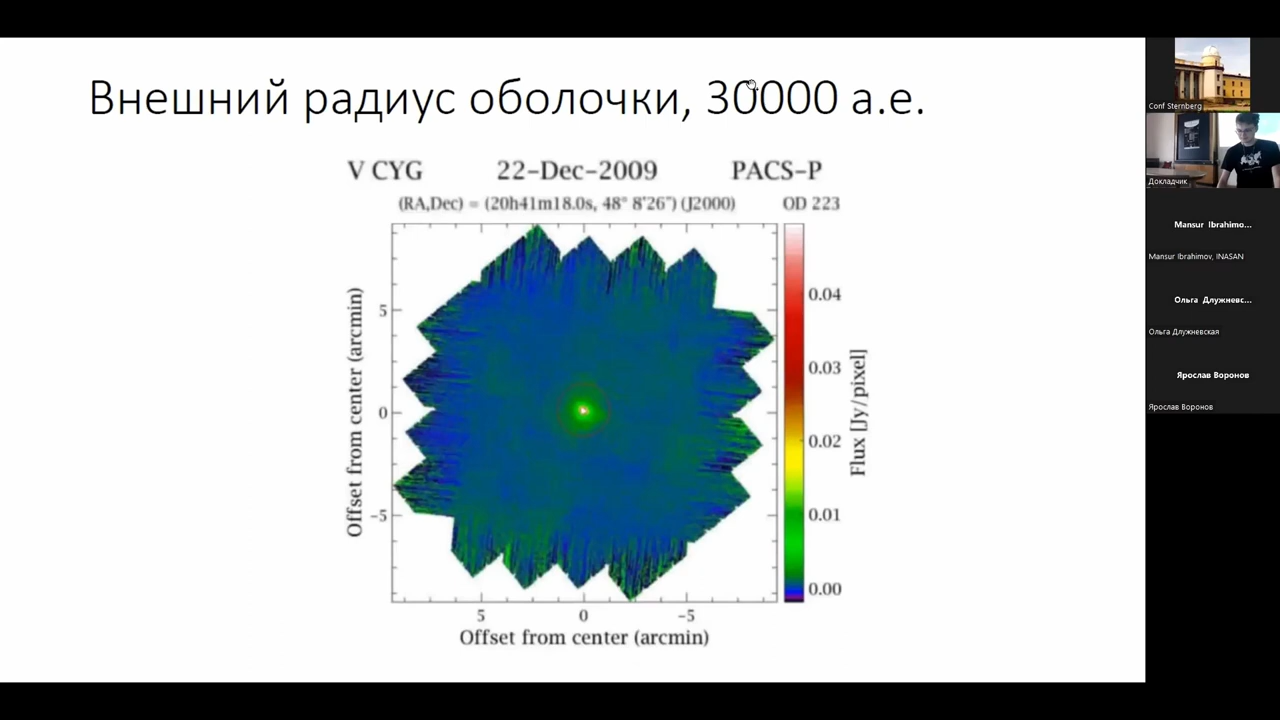 Внешний радиус оболочки, 30000 а.е.
V CYG 22-Dec-2009 PACS-P
(RA,Dec) = (20h41m18.0s, 48° 8'26") (J2000) OD 223
Offset from center (arcmin)
5
0
-5
5 0 -5
Offset from center (arcmin)
0.04
0.03
0.02
0.01
0.00
Flux [Jy/pixel]
Conf Sternberg
Докладчик
Mansur Ibrahimo...
Mansur Ibrahimov, INASAN
Ольга Длужневс...
Ольга Длужневская
Ярослав Воронов
Ярослав Воронов